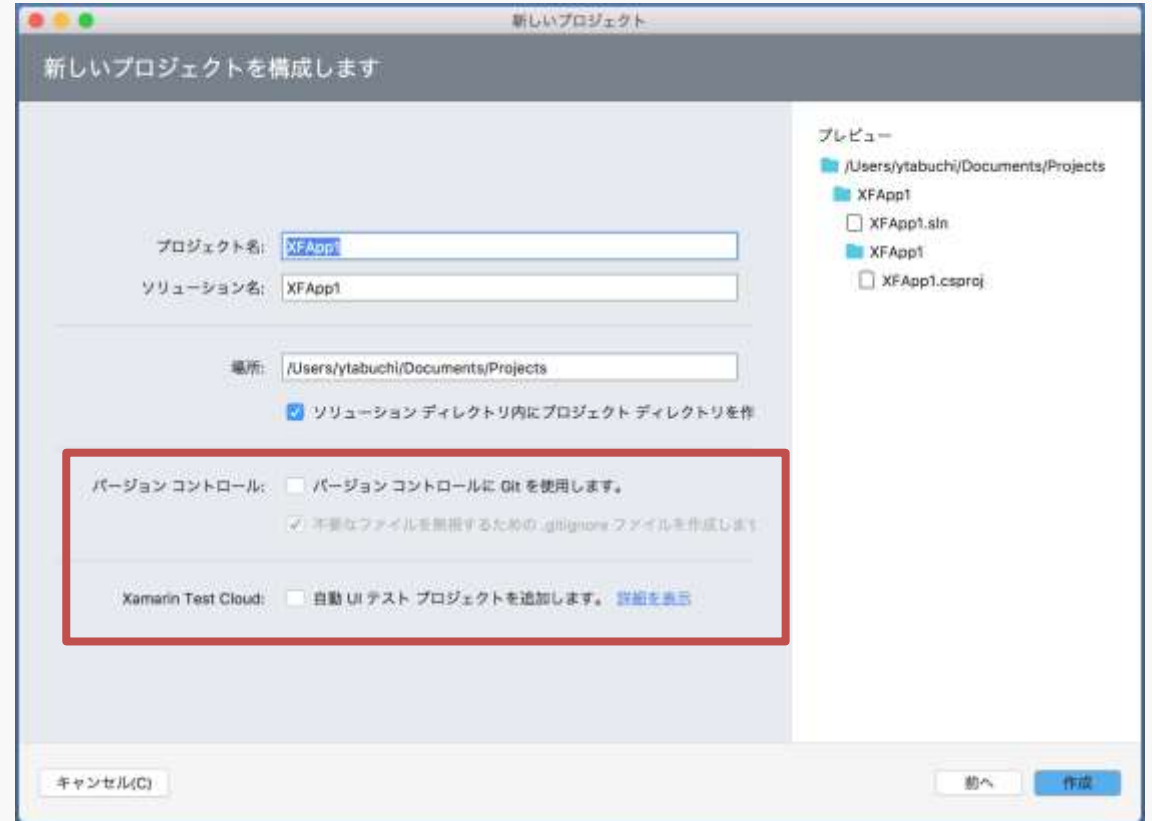 新しいプロジェクト
新しいプロジェクトを構成します
プロジェクト名: XFApp1
ソリューション名: XFApp1
場所: /Users/ytabuchi/Documents/Projects
ソリューション ディレクトリ内にプロジェクト ディレクトリを作
バージョン コントロール: バージョン コントロールに Git を使用します。
不要なファイルを無視するための .gitignore ファイルを作成します
Xamarin Test Cloud: 自動 UI テスト プロジェクトを追加します。 詳細を表示
プレビュー
/Users/ytabuchi/Documents/Projects
XFApp1
XFApp1.sln
XFApp1
XFApp1.csproj
キャンセル(C)
前へ
作成